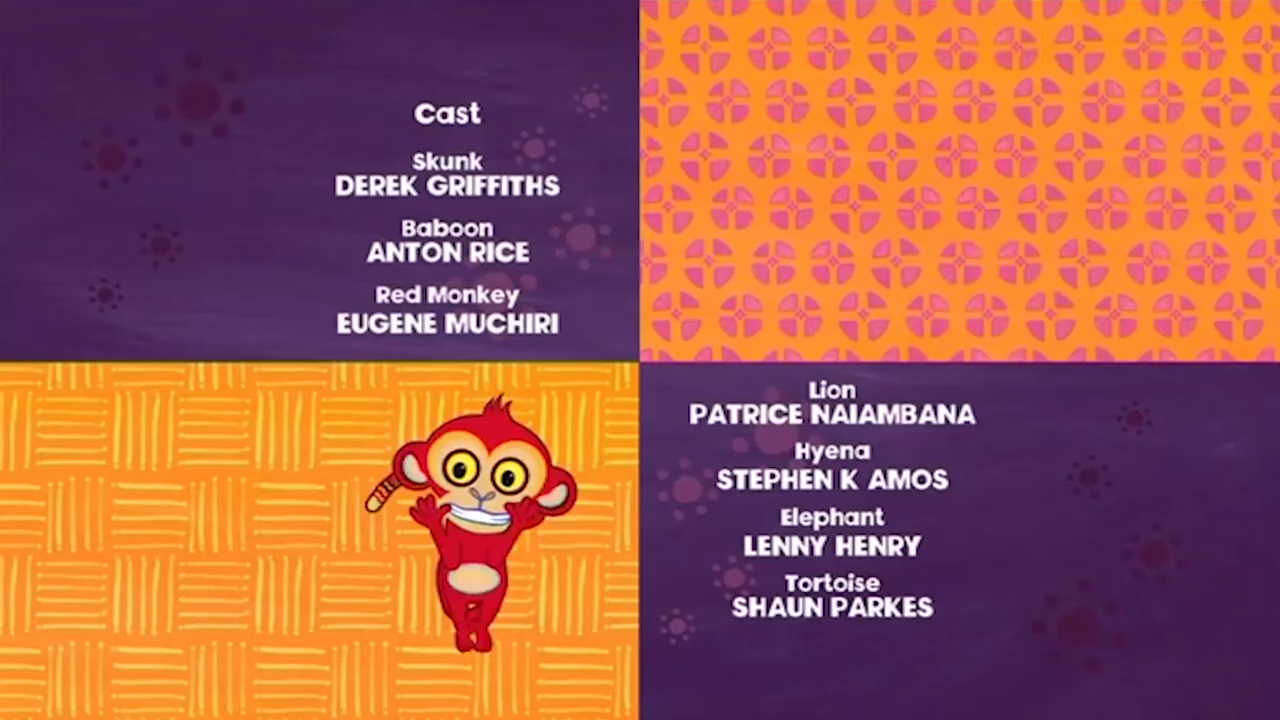 Cast
Skunk
DEREK GRIFFITHS
Baboon
ANTON RICE
Red Monkey
EUGENE MUCHIRI
Lion
PATRICE NAIAMBANA
Hyena
STEPHEN K AMOS
Elephant
LENNY HENRY
Tortoise
SHAUN PARKES